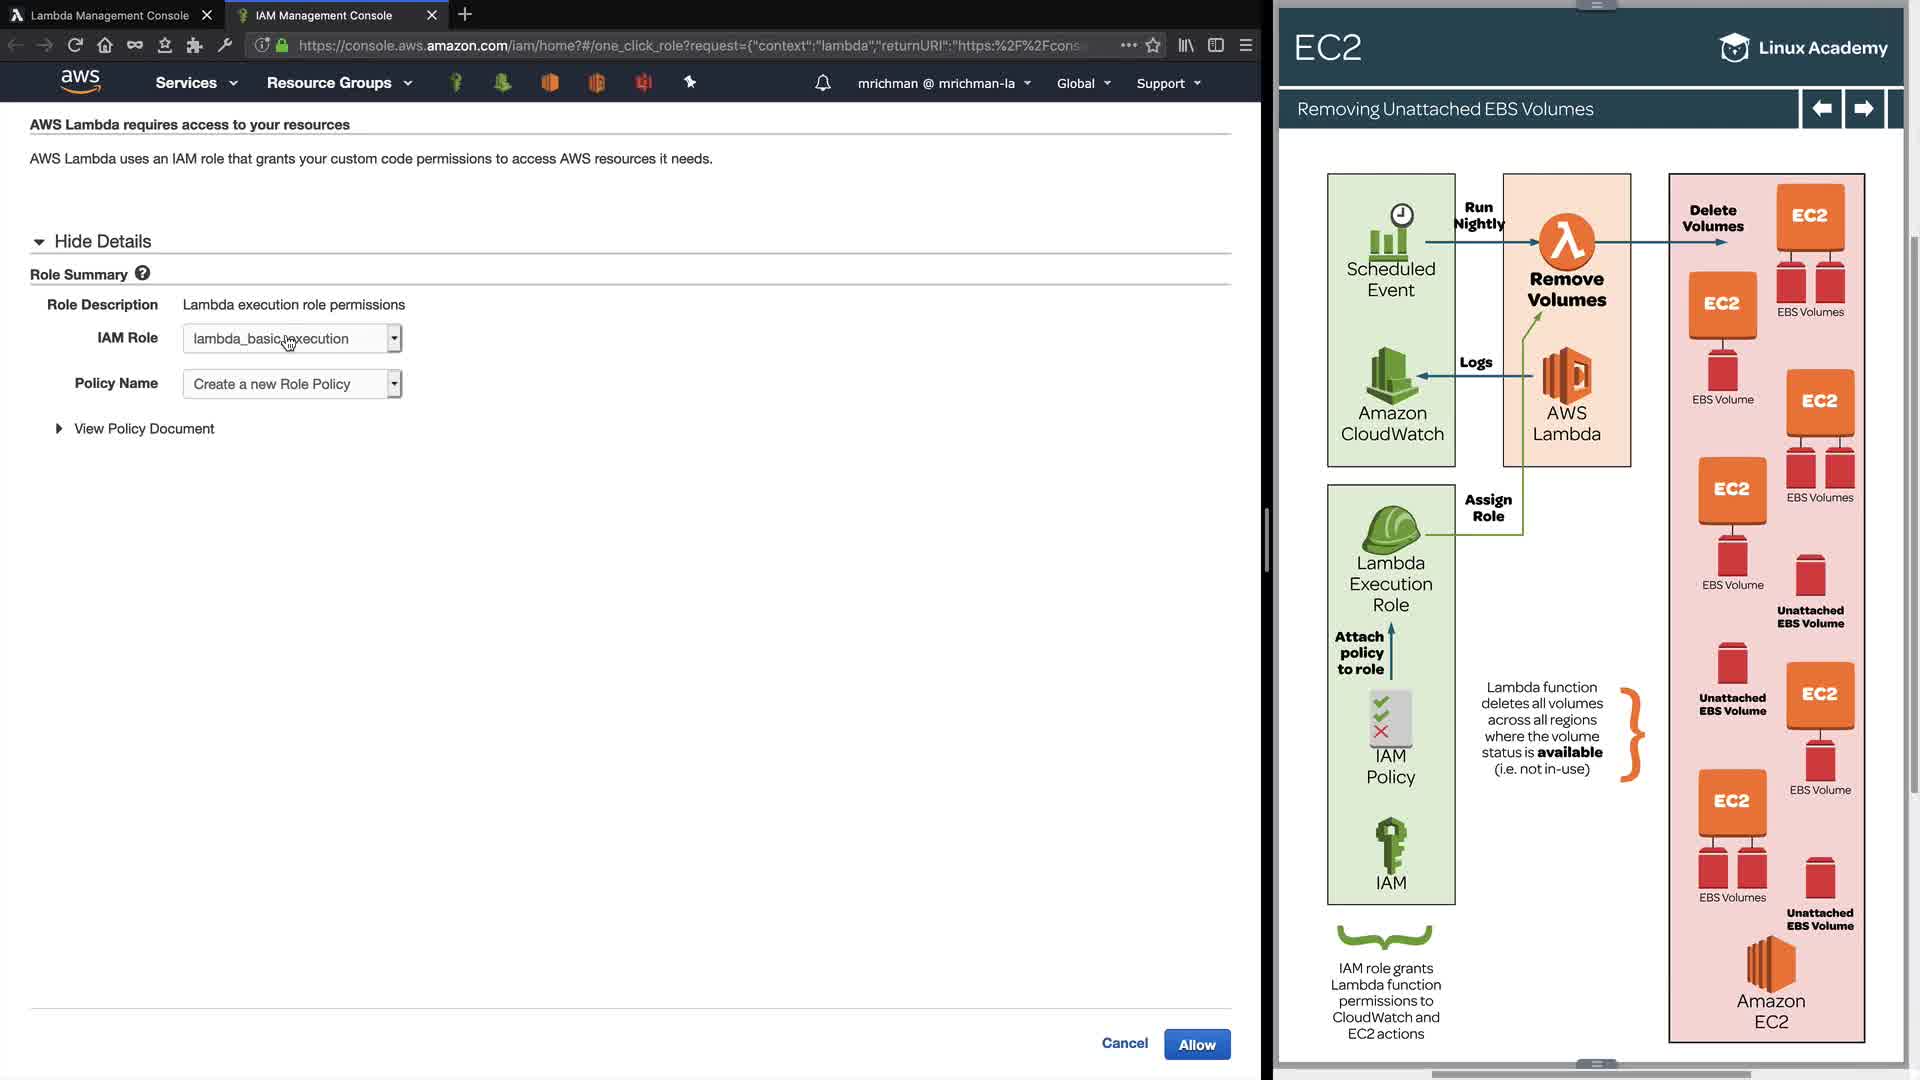 Lambda Management Console
IAM Management Console
https://console.aws.amazon.com/iam/home?#/one_click_role?request={"context":"lambda","returnURI":"https:%2F%2Fcons
aws
Services
Resource Groups
mrichman @ mrichman-la
Global
Support
AWS Lambda requires access to your resources
AWS Lambda uses an IAM role that grants your custom code permissions to access AWS resources it needs.
Hide Details
Role Summary ?
Role Description
Lambda execution role permissions
IAM Role
lambda_basic_execution
Policy Name
Create a new Role Policy
View Policy Document
Cancel
Allow
EC2
Linux Academy
Removing Unattached EBS Volumes
Scheduled
Event
Run
Nightly
λ
Remove
Volumes
Delete
Volumes
Amazon
CloudWatch
Logs
AWS
Lambda
Lambda
Execution
Role
Assign
Role
Attach
policy
to role
IAM
Policy
IAM
IAM role grants
Lambda function
permissions to
CloudWatch and
EC2 actions
Lambda function
deletes all volumes
across all regions
where the volume
status is available
(i.e. not in-use)
EC2
EBS Volumes
EC2
EBS Volume
EC2
EBS Volumes
EC2
EBS Volume
Unattached
EBS Volume
Unattached
EBS Volume
EC2
EBS Volume
EC2
EBS Volumes
Unattached
EBS Volume
Amazon
EC2